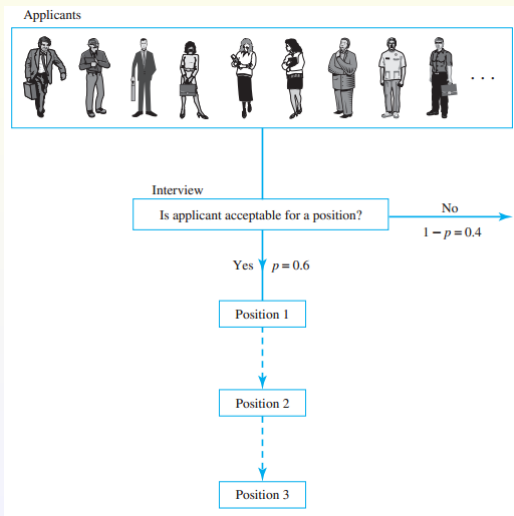 Applicants
. . .
Interview
Is applicant acceptable for a position?
No
1 – p = 0.4
Yes
p = 0.6
Position 1
Position 2
Position 3